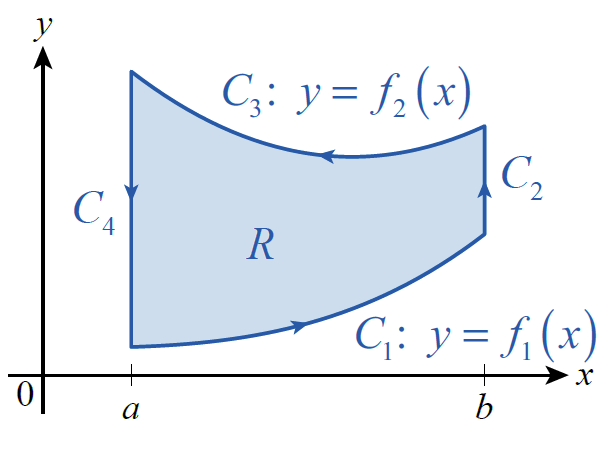 y
C₃: y = f₂(x)
C₂
C₄
R
C₁: y = f₁(x)
x
0
a
b